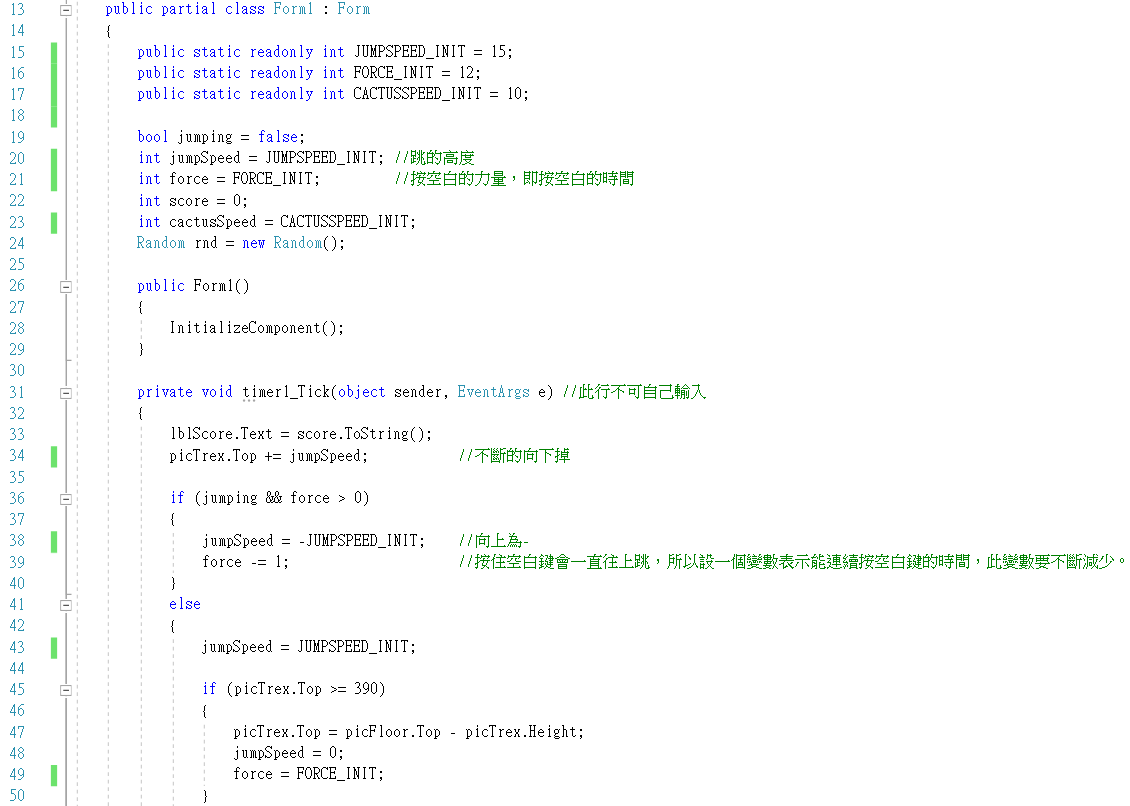 13 public partial class Form1 : Form
14 {
15 public static readonly int JUMPSPEED_INIT = 15;
16 public static readonly int FORCE_INIT = 12;
17 public static readonly int CACTUSSPEED_INIT = 10;
18
19 bool jumping = false;
20 int jumpSpeed = JUMPSPEED_INIT; //跳的高度
21 int force = FORCE_INIT; //按空白的力量，即按空白的時間
22 int score = 0;
23 int cactusSpeed = CACTUSSPEED_INIT;
24 Random rnd = new Random();
25
26 public Form1()
27 {
28 InitializeComponent();
29 }
30
31 private void timer1_Tick(object sender, EventArgs e) //此行不可自己輸入
32 {
33 lblScore.Text = score.ToString();
34 picTrex.Top += jumpSpeed; //不斷的向下掉
35
36 if (jumping && force > 0)
37 {
38 jumpSpeed = -JUMPSPEED_INIT; //向上為-
39 force -= 1; //按住空白鍵會一直往上跳，所以設一個變數表示能連續按空白鍵的時間，此變數要不斷減少。
40 }
41 else
42 {
43 jumpSpeed = JUMPSPEED_INIT;
44
45 if (picTrex.Top >= 390)
46 {
47 picTrex.Top = picFloor.Top - picTrex.Height;
48 jumpSpeed = 0;
49 force = FORCE_INIT;
50 }